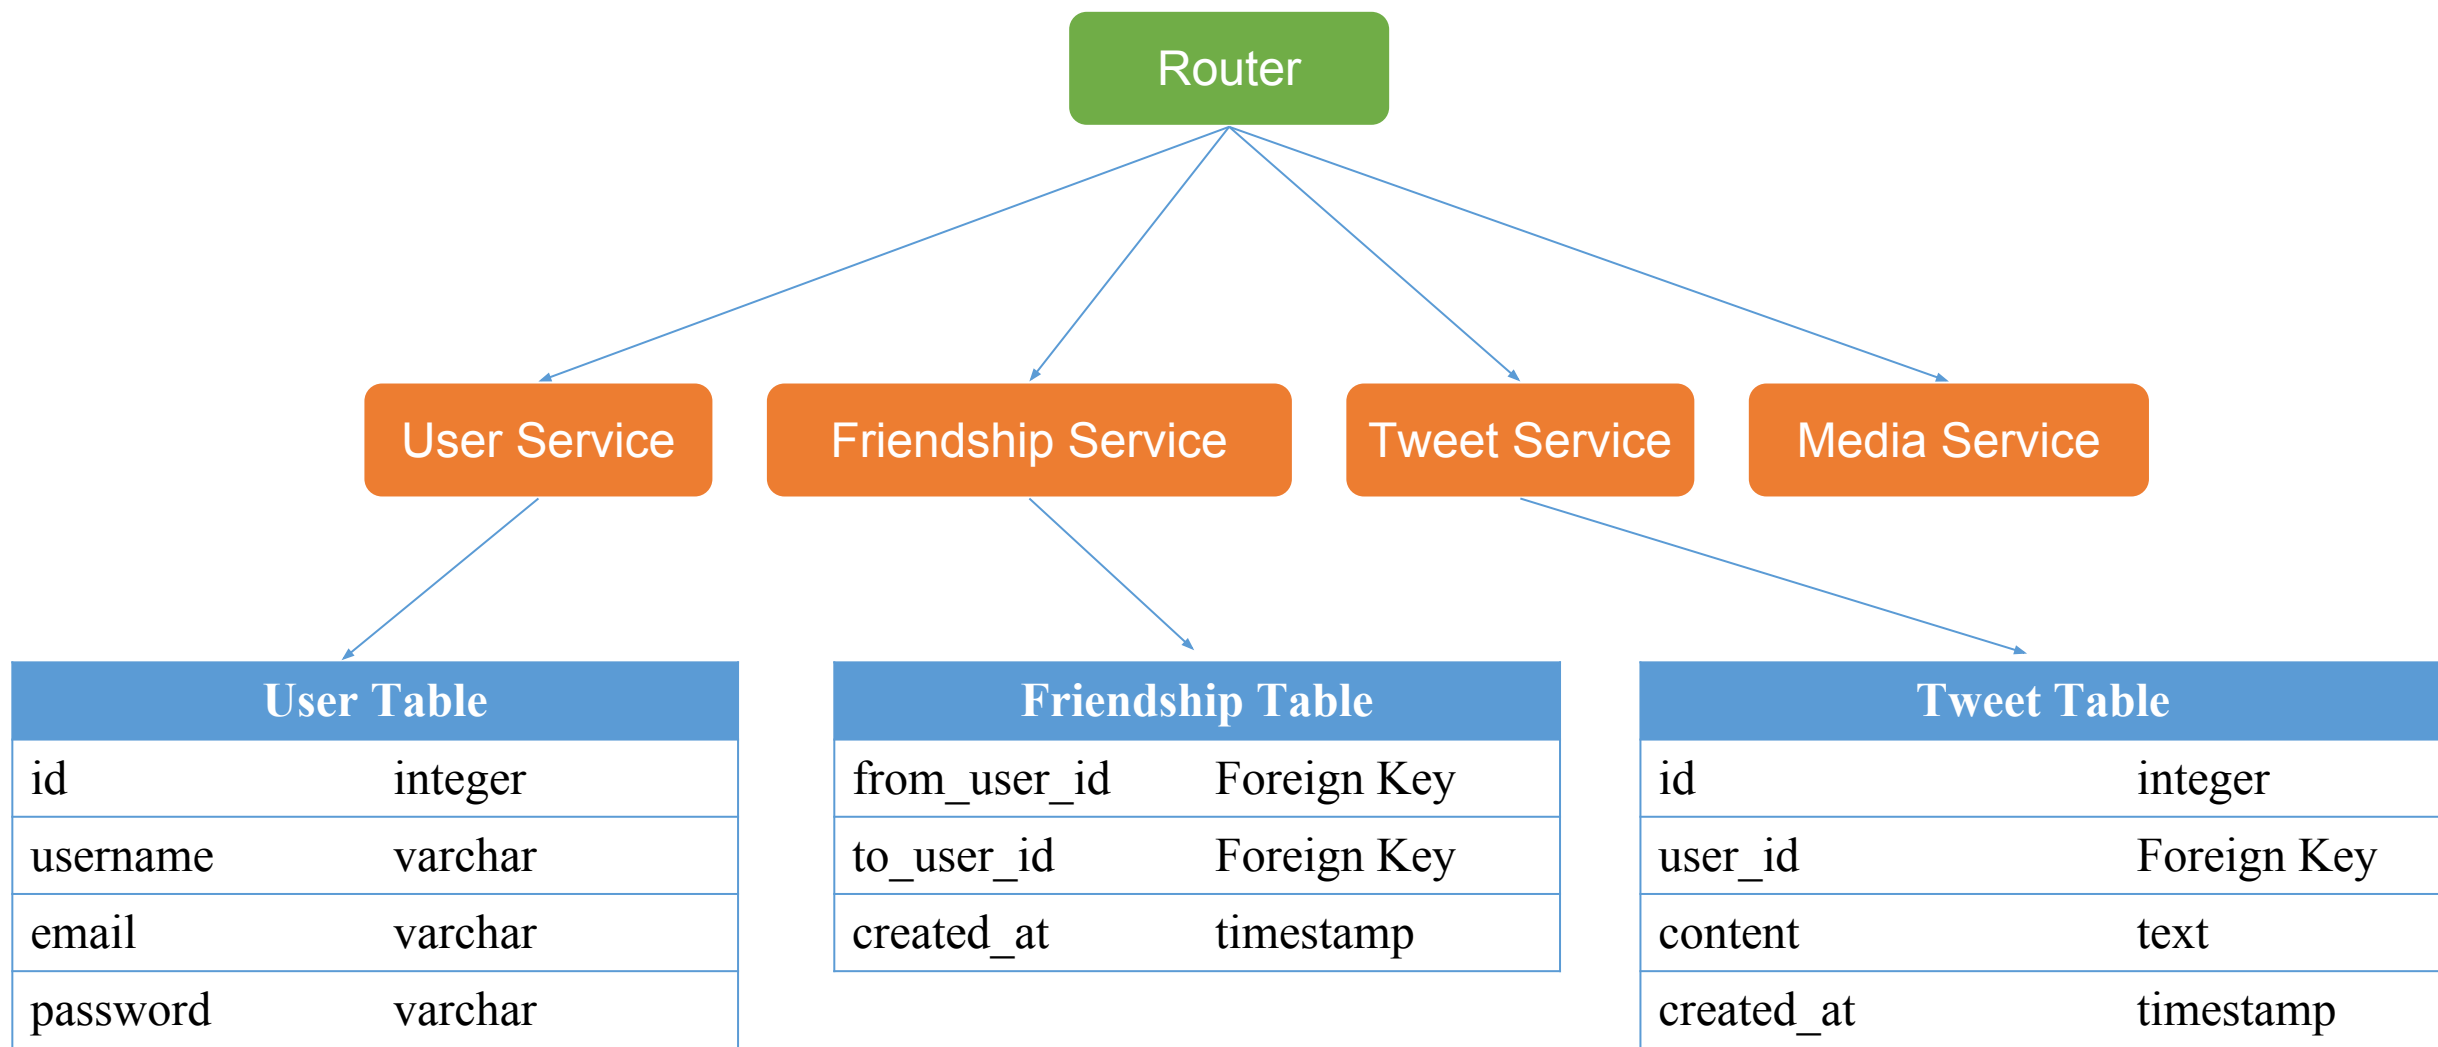 Router
User Service
Friendship Service
Tweet Service
Media Service
User Table
id integer
username varchar
email varchar
password varchar
Friendship Table
from_user_id Foreign Key
to_user_id Foreign Key
created_at timestamp
Tweet Table
id integer
user_id Foreign Key
content text
created_at timestamp